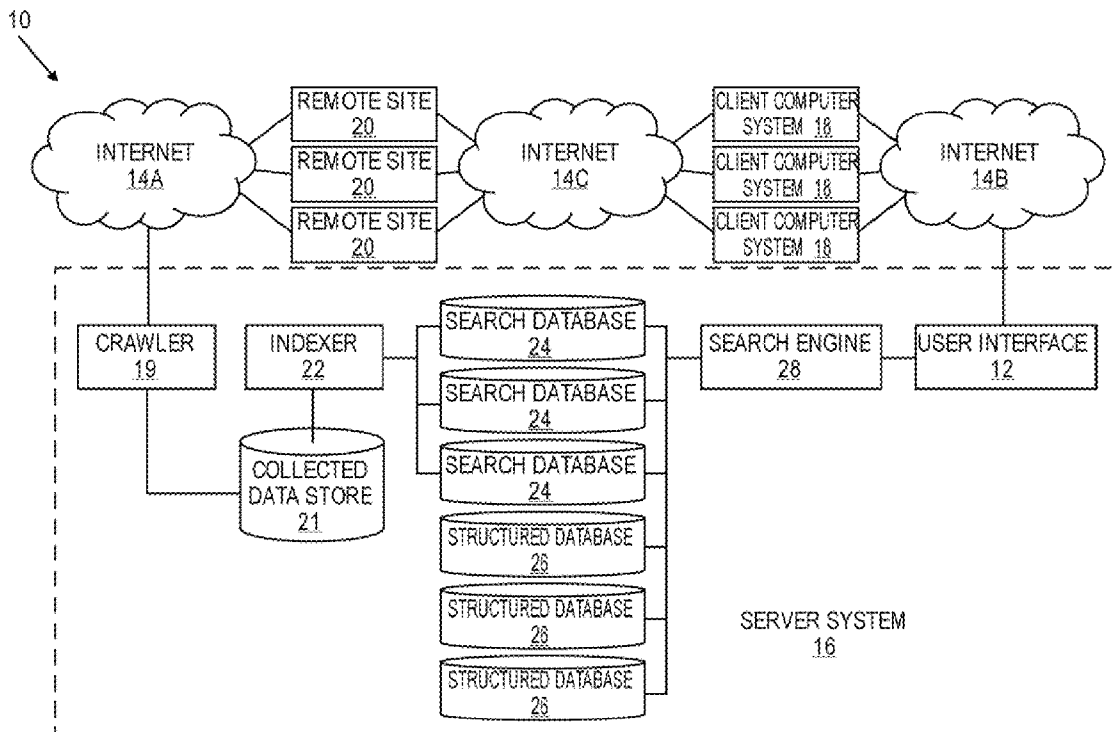 10
INTERNET
14A
REMOTE SITE
20
REMOTE SITE
20
REMOTE SITE
20
INTERNET
14C
CLIENT COMPUTER
SYSTEM 18
CLIENT COMPUTER
SYSTEM 18
CLIENT COMPUTER
SYSTEM 18
INTERNET
14B
CRAWLER
19
INDEXER
22
COLLECTED
DATA STORE
21
SEARCH DATABASE
24
SEARCH DATABASE
24
SEARCH DATABASE
24
STRUCTURED DATABASE
26
STRUCTURED DATABASE
26
STRUCTURED DATABASE
26
SEARCH ENGINE
28
USER INTERFACE
12
SERVER SYSTEM
16